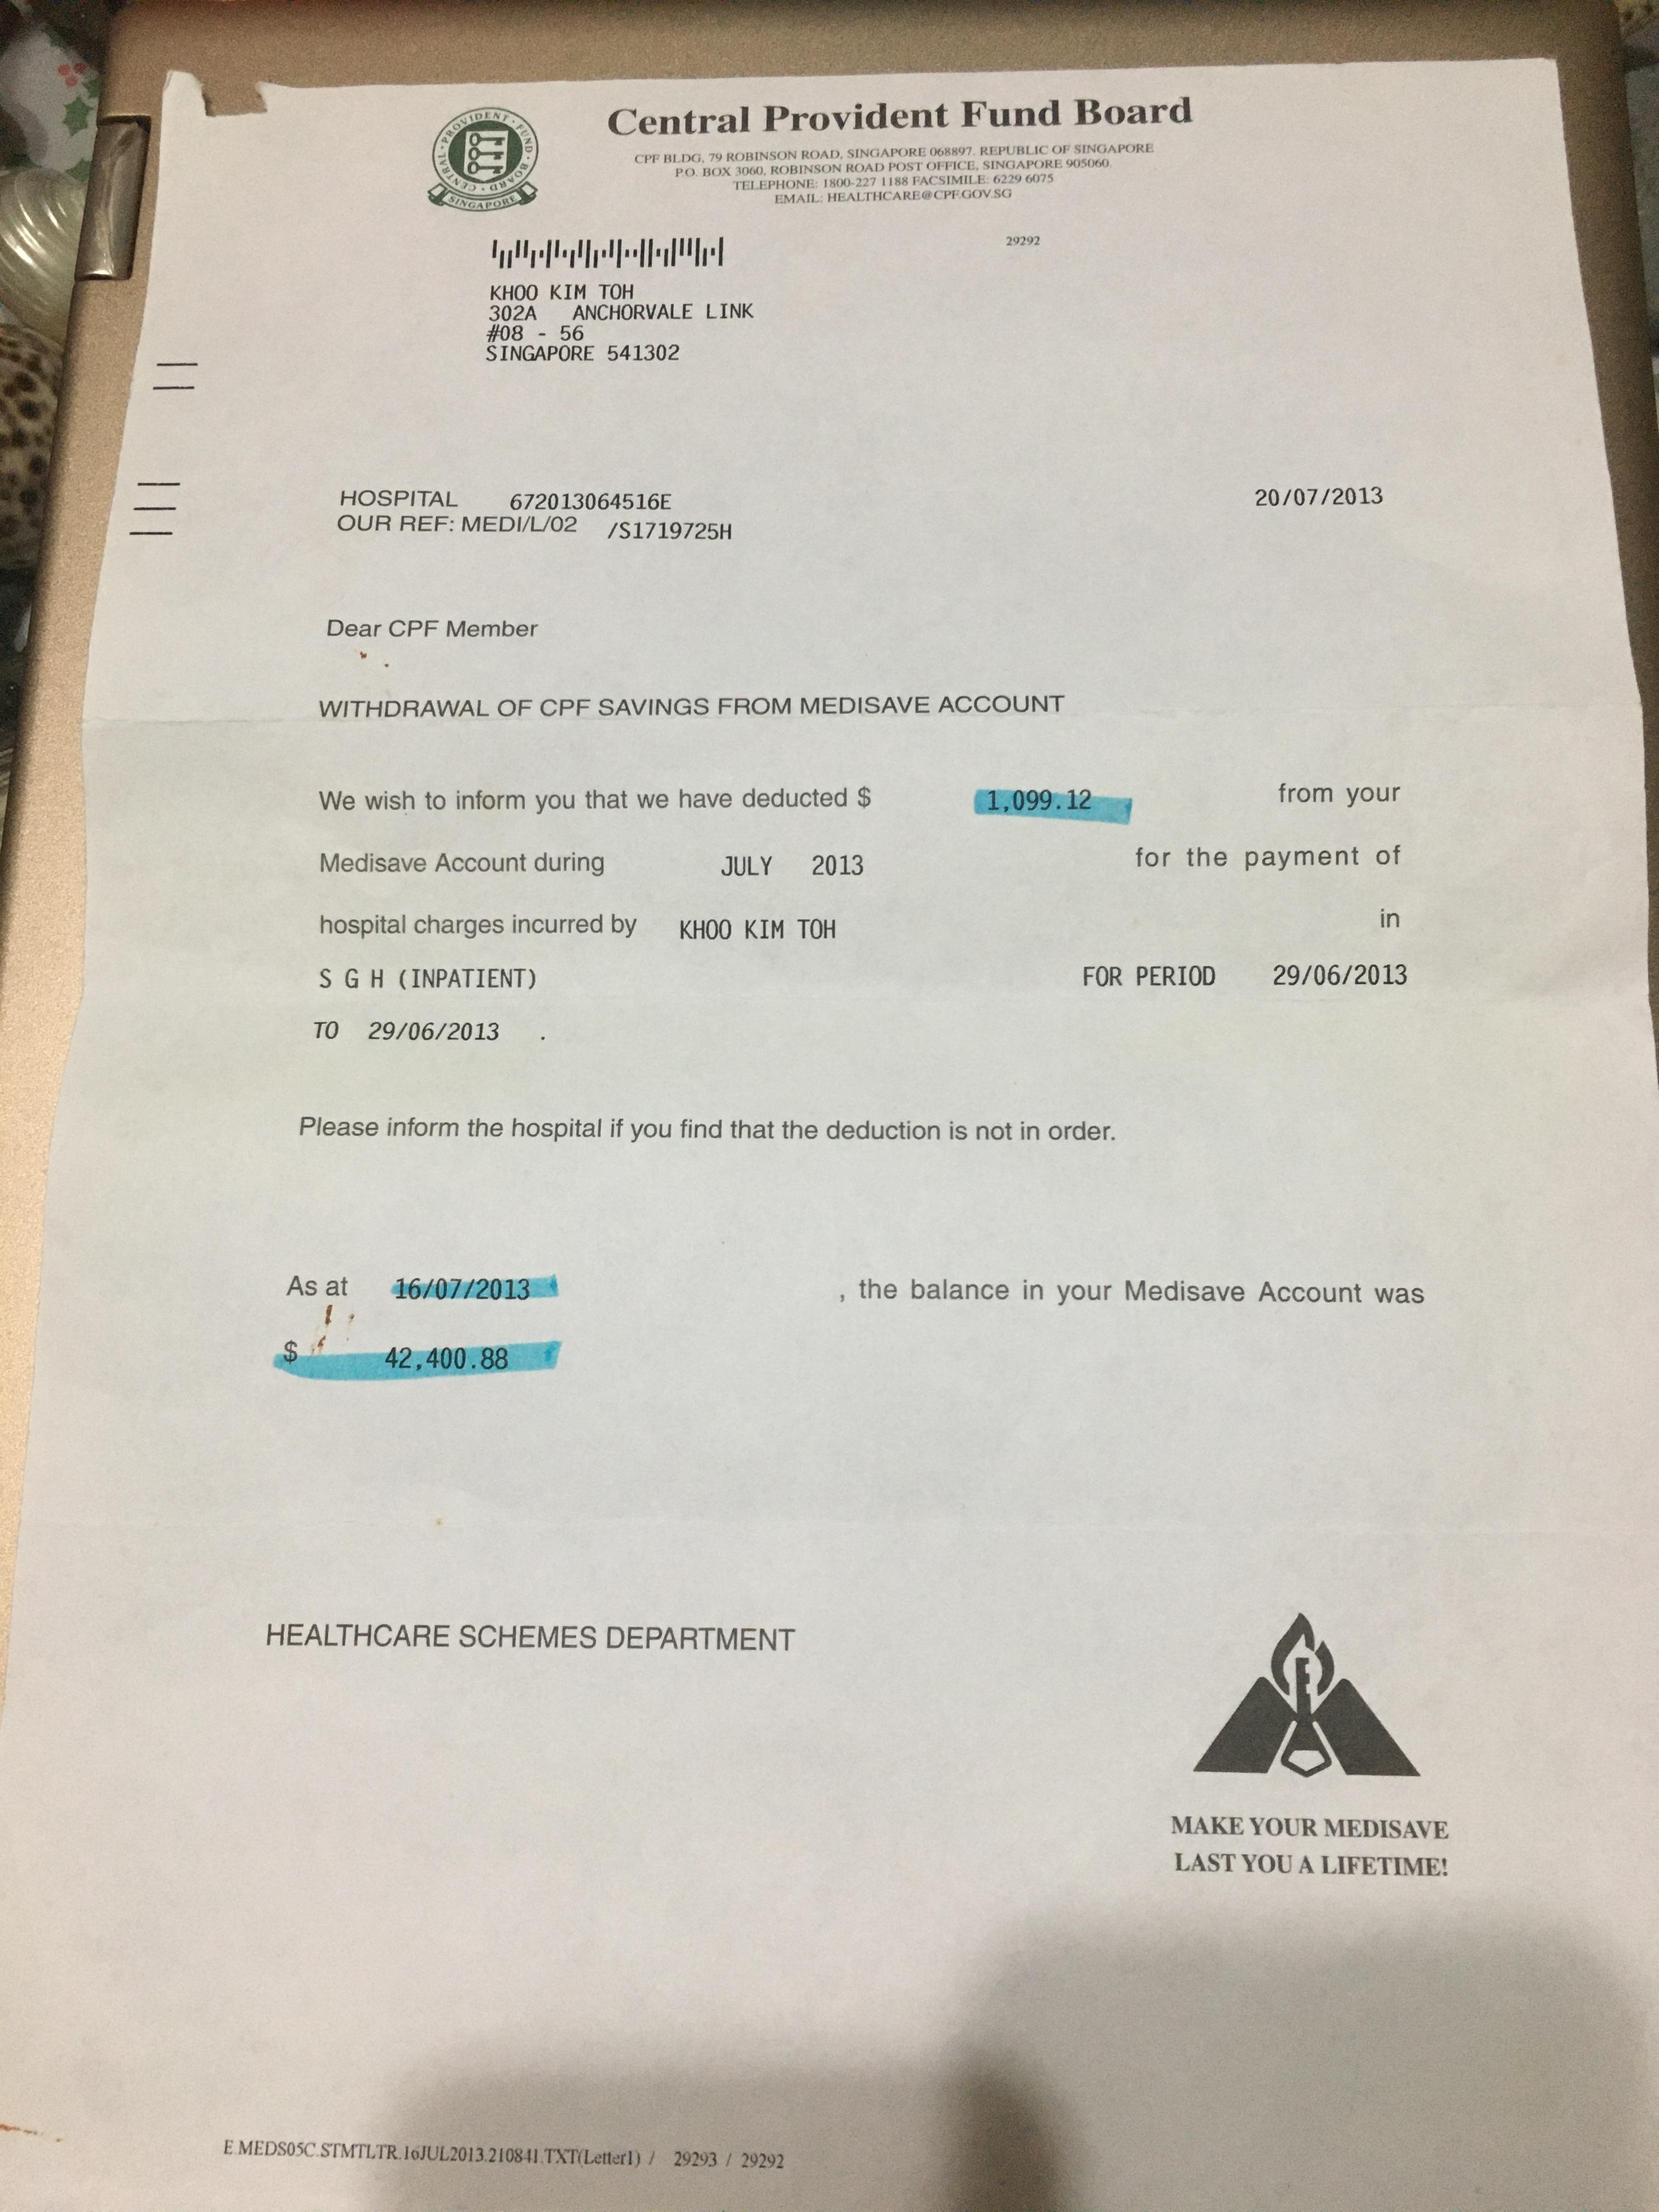 Central Provident Fund Board
CPF BLDG, 79 ROBINSON ROAD, SINGAPORE 068897. REPUBLIC OF SINGAPORE
P.O. BOX 3060, ROBINSON ROAD POST OFFICE, SINGAPORE 905060.
TELEPHONE: 1800-227 1188 FACSIMILE: 6229 6075
EMAIL: HEALTHCARE@CPF.GOV.SG
CENTRAL · PROVIDENT · FUND · BOARD
SINGAPORE
29292
KHOO KIM TOH
302A ANCHORVALE LINK
#08 - 56
SINGAPORE 541302
HOSPITAL 672013064516E 20/07/2013
OUR REF: MEDI/L/02 /S1719725H
Dear CPF Member
WITHDRAWAL OF CPF SAVINGS FROM MEDISAVE ACCOUNT
We wish to inform you that we have deducted $ 1,099.12 from your
Medisave Account during JULY 2013 for the payment of
hospital charges incurred by KHOO KIM TOH in
S G H (INPATIENT) FOR PERIOD 29/06/2013
TO 29/06/2013 .
Please inform the hospital if you find that the deduction is not in order.
As at 16/07/2013 , the balance in your Medisave Account was
$ 42,400.88
HEALTHCARE SCHEMES DEPARTMENT
MAKE YOUR MEDISAVE
LAST YOU A LIFETIME!
E.MEDS05C.STMTLTR.16JUL2013.210841.TXT(Letter1) / 29293 / 29292